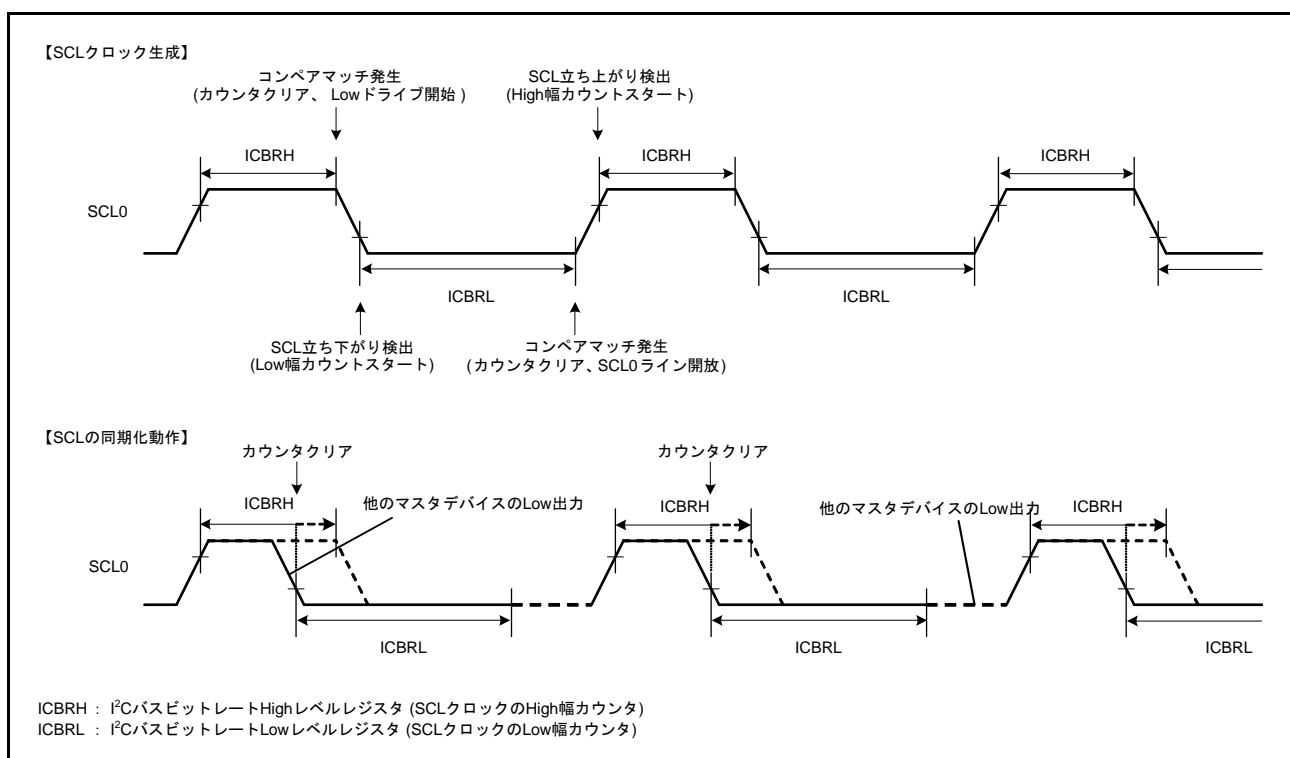 【SCLクロック生成】
コンペアマッチ発生
(カウンタクリア、 Lowドライブ開始 )
SCL立ち上がり検出
(High幅カウントスタート)
ICBRH
ICBRH
ICBRH
SCL0
ICBRL
ICBRL
SCL立ち下がり検出
(Low幅カウントスタート)
コンペアマッチ発生
(カウンタクリア、SCL0ライン開放)
【SCLの同期化動作】
カウンタクリア
カウンタクリア
ICBRH
他のマスタデバイスのLow出力
ICBRH
他のマスタデバイスのLow出力
ICBRH
SCL0
ICBRL
ICBRL
ICBRL
ICBRH : I²CバスビットレートHighレベルレジスタ (SCLクロックのHigh幅カウンタ)
ICBRL : I²CバスビットレートLowレベルレジスタ (SCLクロックのLow幅カウンタ)